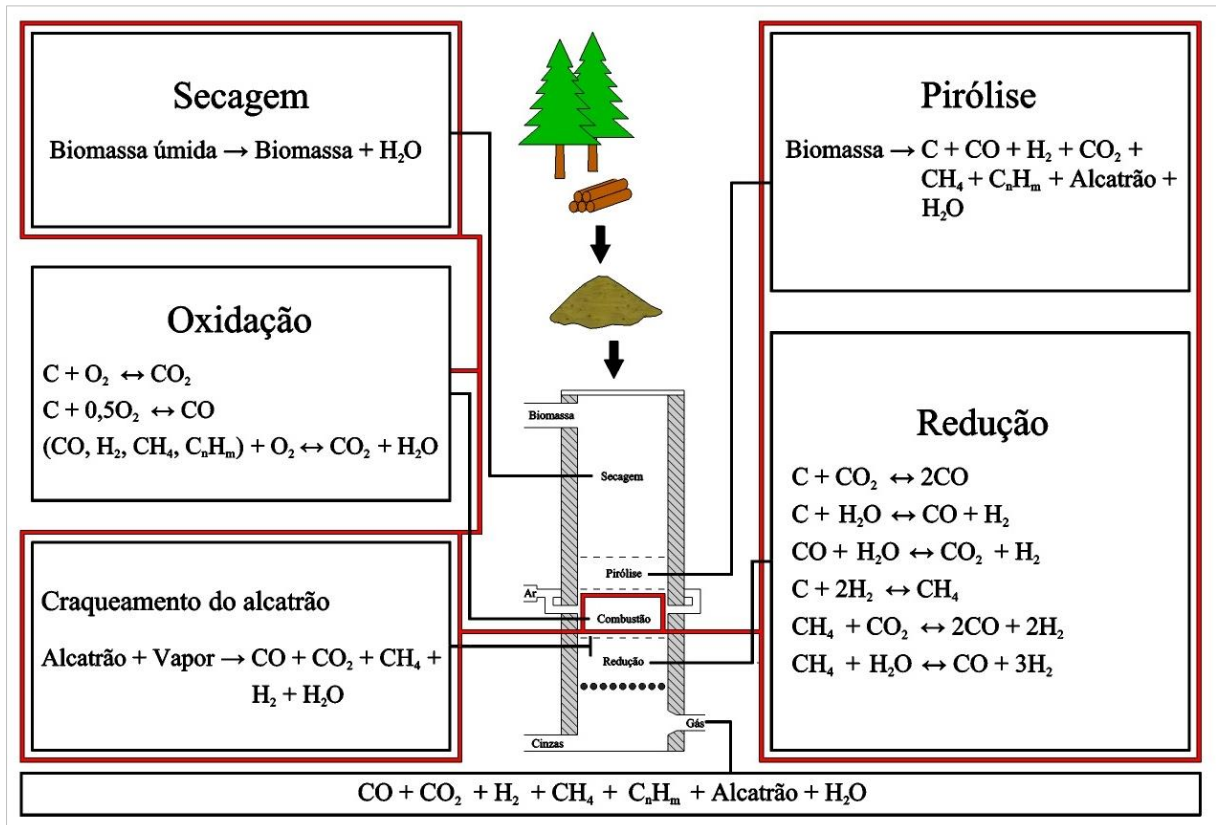 Secagem
Biomassa úmida → Biomassa + H₂O
Oxidação
C + O₂ ↔ CO₂
C + 0,5O₂ ↔ CO
(CO, H₂, CH₄, CₙHₘ) + O₂ ↔ CO₂ + H₂O
Craqueamento do alcatrão
Alcatrão + Vapor → CO + CO₂ + CH₄ +
H₂ + H₂O
Biomassa
Secagem
Pirólise
Ar
Combustão
Redução
Gás
Cinzas
Pirólise
Biomassa → C + CO + H₂ + CO₂ +
CH₄ + CₙHₘ + Alcatrão +
H₂O
Redução
C + CO₂ ↔ 2CO
C + H₂O ↔ CO + H₂
CO + H₂O ↔ CO₂ + H₂
C + 2H₂ ↔ CH₄
CH₄ + CO₂ ↔ 2CO + 2H₂
CH₄ + H₂O ↔ CO + 3H₂
CO + CO₂ + H₂ + CH₄ + CₙHₘ + Alcatrão + H₂O